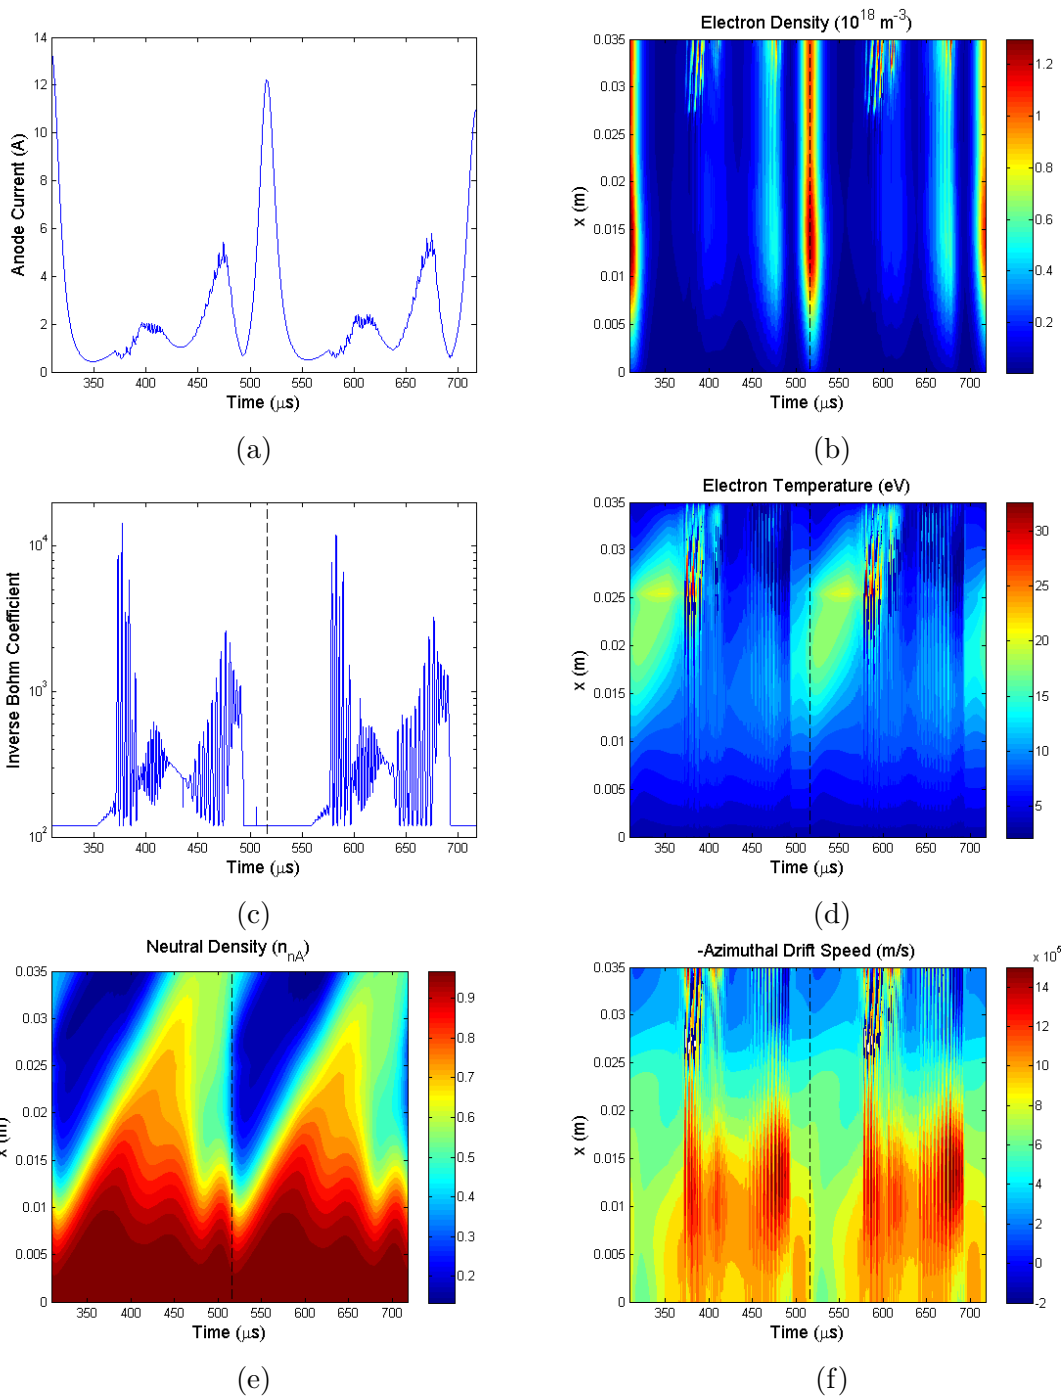 14
12
10
8
6
4
2
0
350 400 450 500 550 600 650 700
Anode Current (A)
Time (μs)
(a)
Electron Density (10^18 m^-3)
0.035
0.03
0.025
0.02
0.015
0.01
0.005
0
350 400 450 500 550 600 650 700
x (m)
Time (μs)
1.2
1
0.8
0.6
0.4
0.2
(b)
10^4
10^3
10^2
350 400 450 500 550 600 650 700
Inverse Bohm Coefficient
Time (μs)
(c)
Electron Temperature (eV)
0.035
0.03
0.025
0.02
0.015
0.01
0.005
0
350 400 450 500 550 600 650 700
x (m)
Time (μs)
30
25
20
15
10
5
(d)
Neutral Density (n_nA)
0.035
0.03
0.025
0.02
0.015
0.01
0.005
0
350 400 450 500 550 600 650 700
x (m)
Time (μs)
0.9
0.8
0.7
0.6
0.5
0.4
0.3
0.2
(e)
-Azimuthal Drift Speed (m/s)
0.035
0.03
0.025
0.02
0.015
0.01
0.005
0
350 400 450 500 550 600 650 700
x (m)
Time (μs)
x 10^5
14
12
10
8
6
4
2
0
-2
(f)